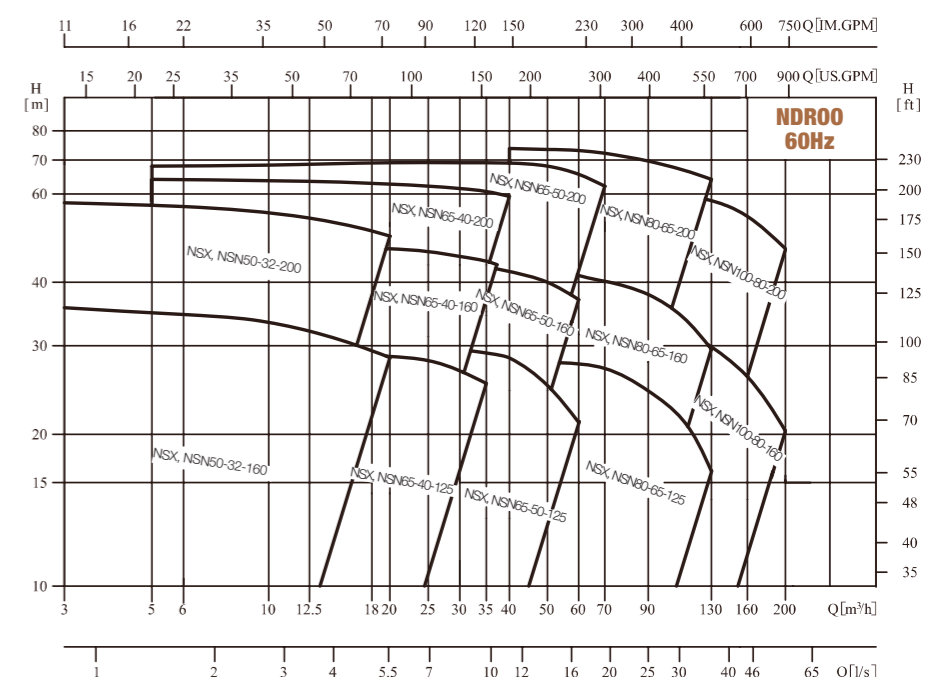 11 16 22 35 50 70 90 120 150 230 300 400 600 750 Q[IM.GPM]
15 20 25 35 50 70 100 150 200 300 400 550 700 900 Q[US.GPM]
H
[m]
H
[ft]
NDR00
60Hz
80
70
60
40
30
20
15
10
230
200
175
150
125
100
85
70
55
48
40
35
NSX, NSN65-50-200
NSX, NSN65-40-200
NSX, NSN80-65-200
NSX, NSN50-32-200
NSX, NSN100-80-200
NSX, NSN65-40-160
NSX, NSN65-50-160
NSX, NSN80-65-160
NSX, NSN100-80-160
NSX, NSN50-32-160
NSX, NSN65-40-125
NSX, NSN65-50-125
NSX, NSN80-65-125
3 5 6 10 12.5 18 20 25 30 35 40 50 60 70 90 130 160 200 Q[m³/h]
1 2 3 4 5.5 7 10 12 16 20 25 30 40 46 65 Q[l/s]